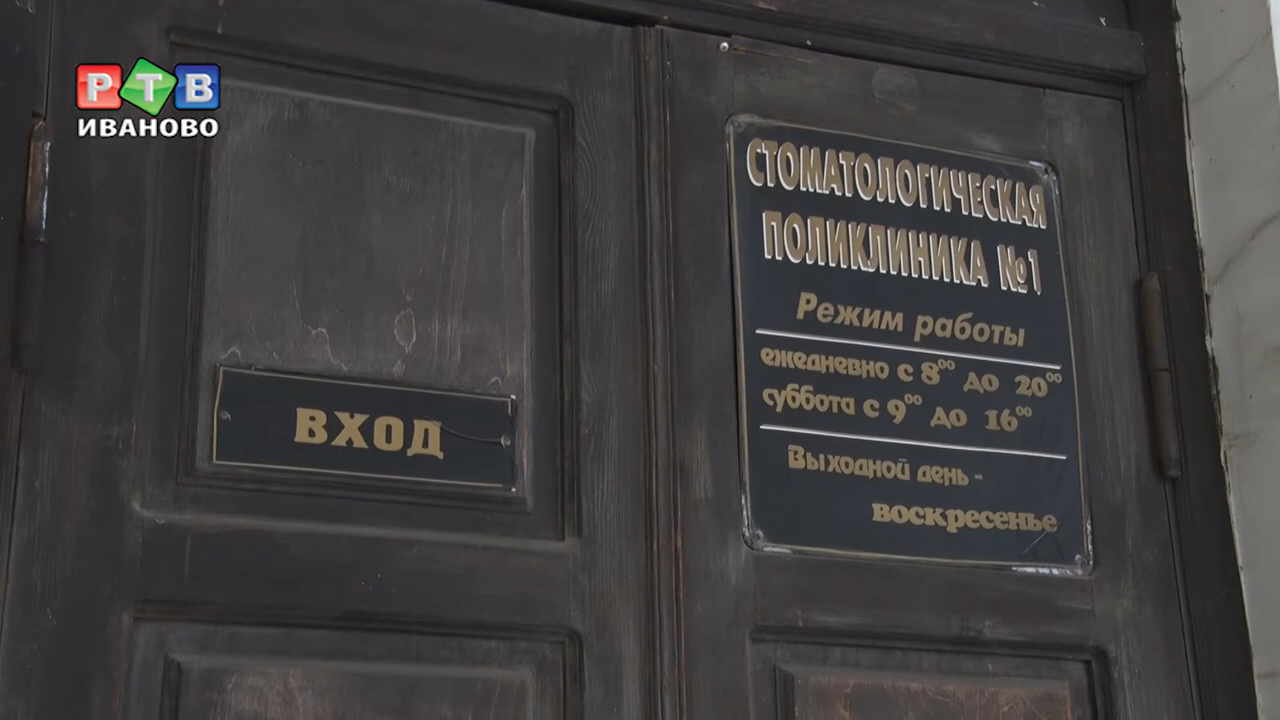 РТВ
ИВАНОВО
СТОМАТОЛОГИЧЕСКАЯ
ПОЛИКЛИНИКА №1
Режим работы
ежедневно с 8⁰⁰ до 20⁰⁰
суббота с 9⁰⁰ до 16⁰⁰
Выходной день -
воскресенье
ВХОД